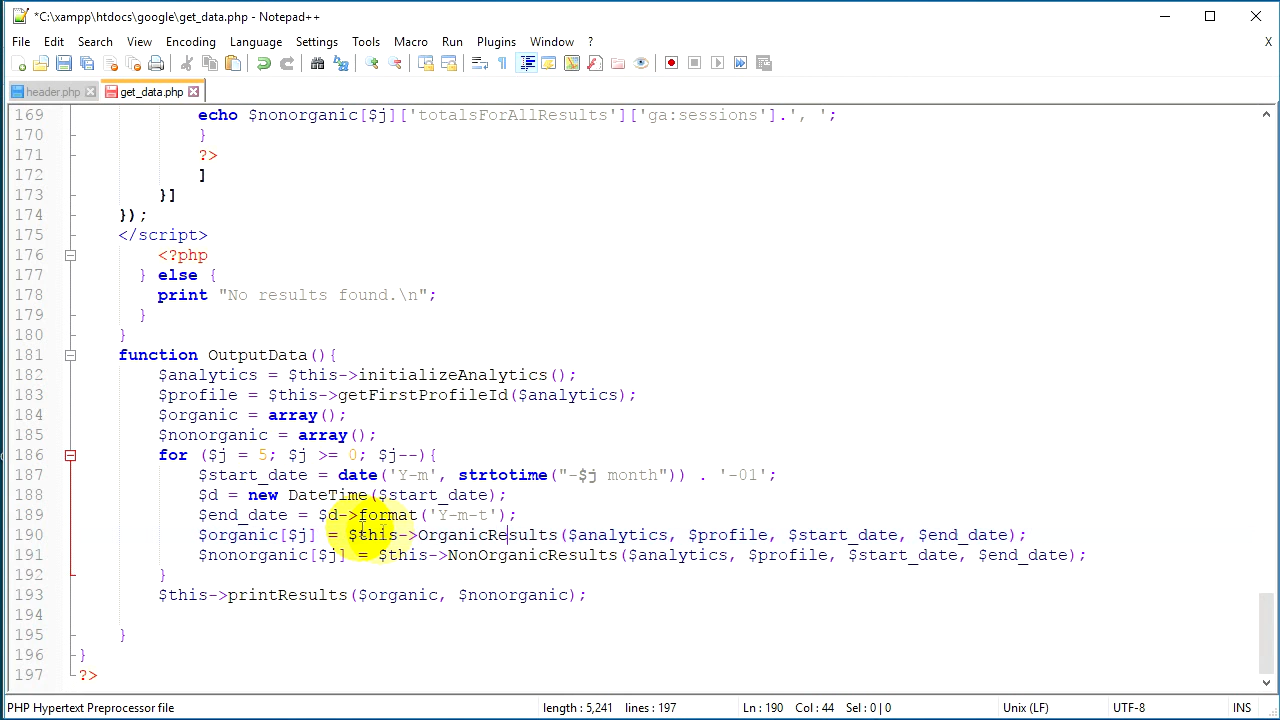 *C:\xampp\htdocs\google\get_data.php - Notepad++
File Edit Search View Encoding Language Settings Tools Macro Run Plugins Window ? X
header.php get_data.php
169 echo $nonorganic[$j]['totalsForAllResults']['ga:sessions'].', ';
170 }
171 ?>
172 ]
173 }]
174 });
175 </script>
176 <?php
177 } else {
178 print "No results found.\n";
179 }
180 }
181 function OutputData(){
182 $analytics = $this->initializeAnalytics();
183 $profile = $this->getFirstProfileId($analytics);
184 $organic = array();
185 $nonorganic = array();
186 for ($j = 5; $j >= 0; $j--){
187 $start_date = date('Y-m', strtotime("-$j month")) . '-01';
188 $d = new DateTime($start_date);
189 $end_date = $d->format('Y-m-t');
190 $organic[$j] = $this->OrganicResults($analytics, $profile, $start_date, $end_date);
191 $nonorganic[$j] = $this->NonOrganicResults($analytics, $profile, $start_date, $end_date);
192 }
193 $this->printResults($organic, $nonorganic);
194
195 }
196 }
197 ?>
PHP Hypertext Preprocessor file length : 5,241 lines : 197 Ln : 190 Col : 44 Sel : 0 | 0 Unix (LF) UTF-8 INS